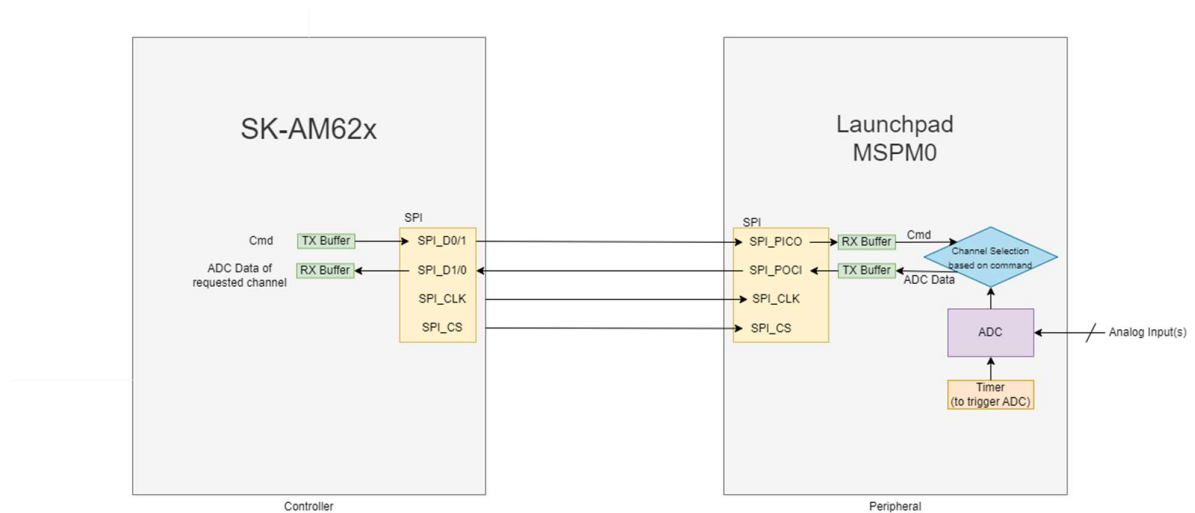 SK-AM62x
Launchpad
MSPM0
SPI
Cmd
TX Buffer
SPI_D0/1
ADC Data of
requested channel
RX Buffer
SPI_D1/0
SPI_CLK
SPI_CS
SPI
SPI_PICO
RX Buffer
Cmd
SPI_POCI
TX Buffer
ADC Data
SPI_CLK
SPI_CS
Channel Selection
based on command
ADC
Analog Input(s)
Timer
(to trigger ADC)
Controller
Peripheral